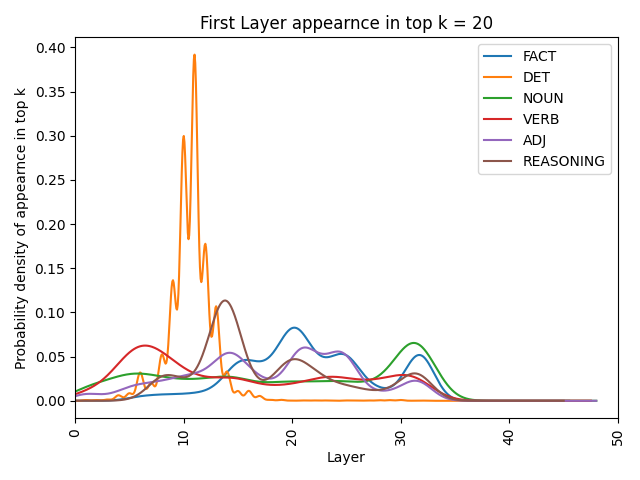 First Layer appearnce in top k = 20
Probability density of appearnce in top k
0.40
0.35
0.30
0.25
0.20
0.15
0.10
0.05
0.00
FACT
DET
NOUN
VERB
ADJ
REASONING
0 10 20 30 40 50
Layer